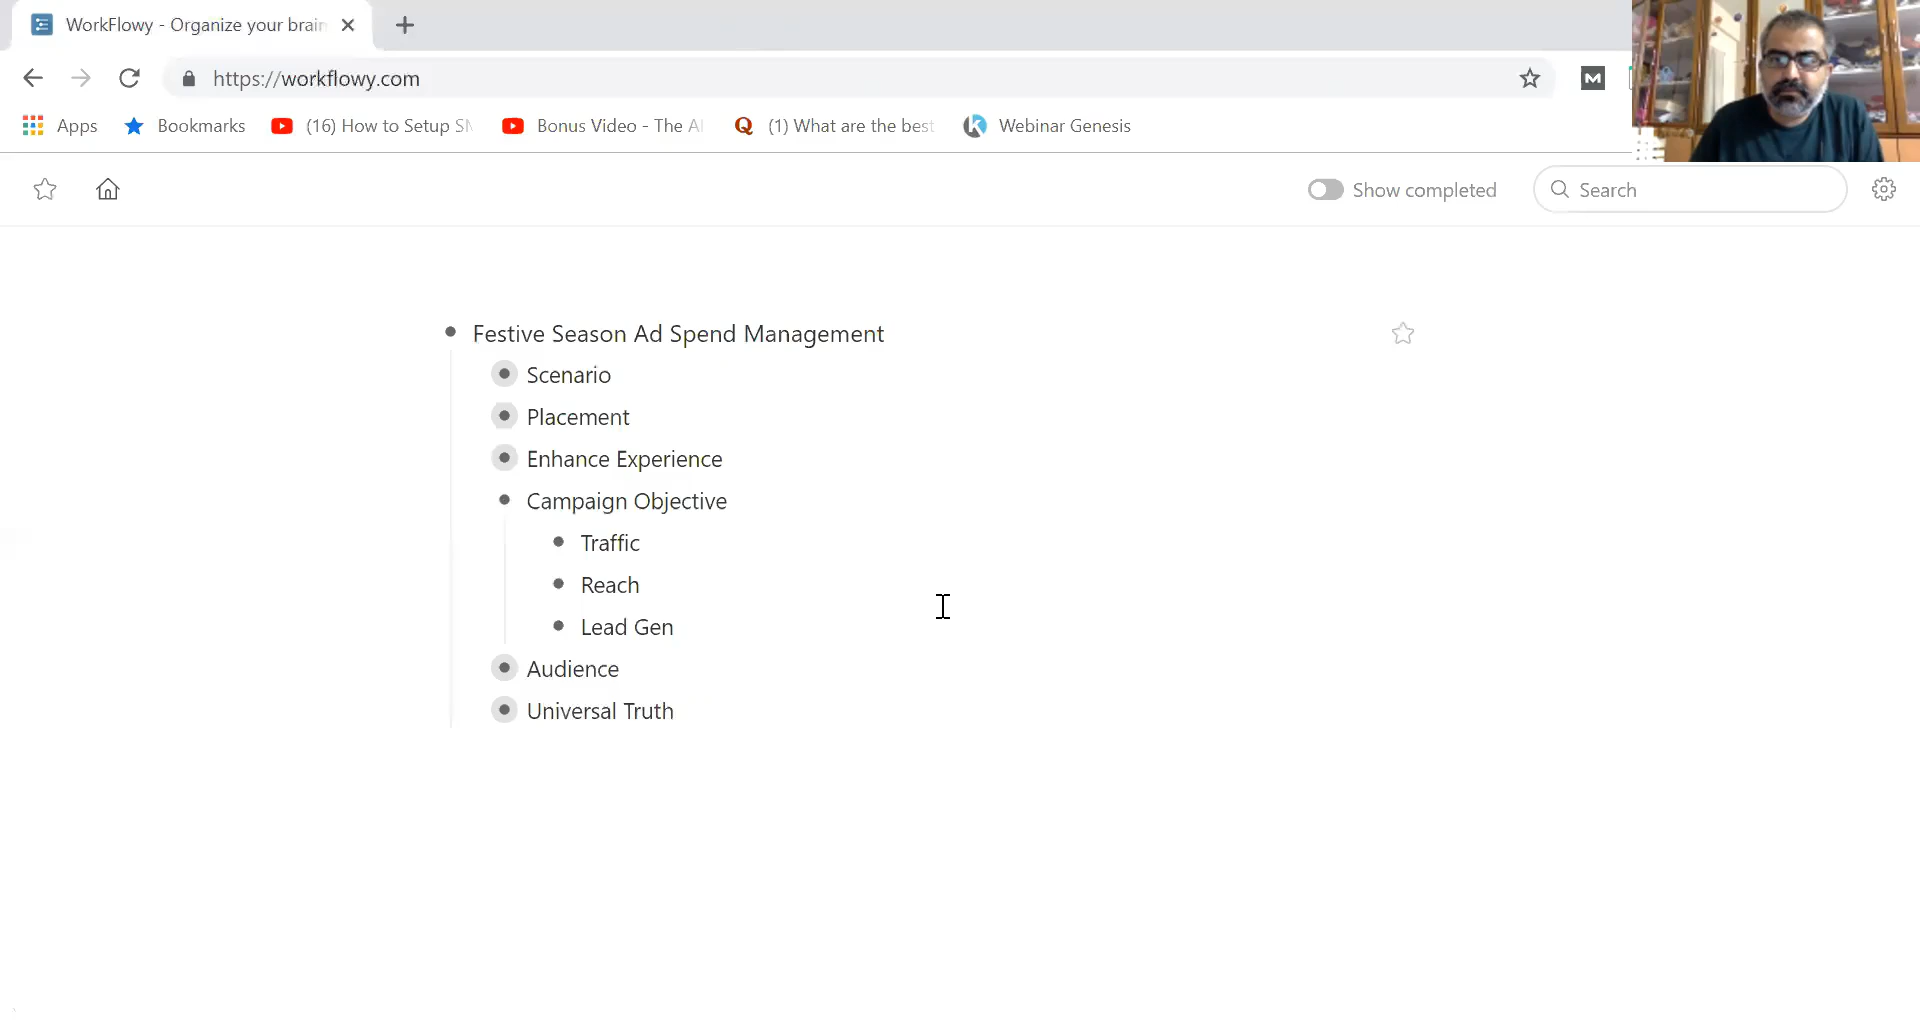 WorkFlowy - Organize your brain
https://workflowy.com
Apps Bookmarks (16) How to Setup Bonus Video - The (1) What are the best Webinar Genesis
Show completed Search
Festive Season Ad Spend Management
Scenario
Placement
Enhance Experience
Campaign Objective
Traffic
Reach
Lead Gen
Audience
Universal Truth